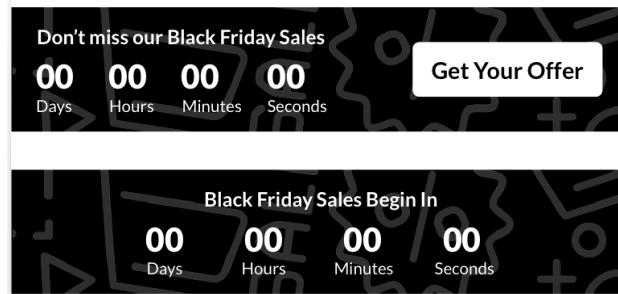 Don't miss our Black Friday Sales
00 00 00 00
Days Hours Minutes Seconds
Get Your Offer
Black Friday Sales Begin In
00 00 00 00
Days Hours Minutes Seconds